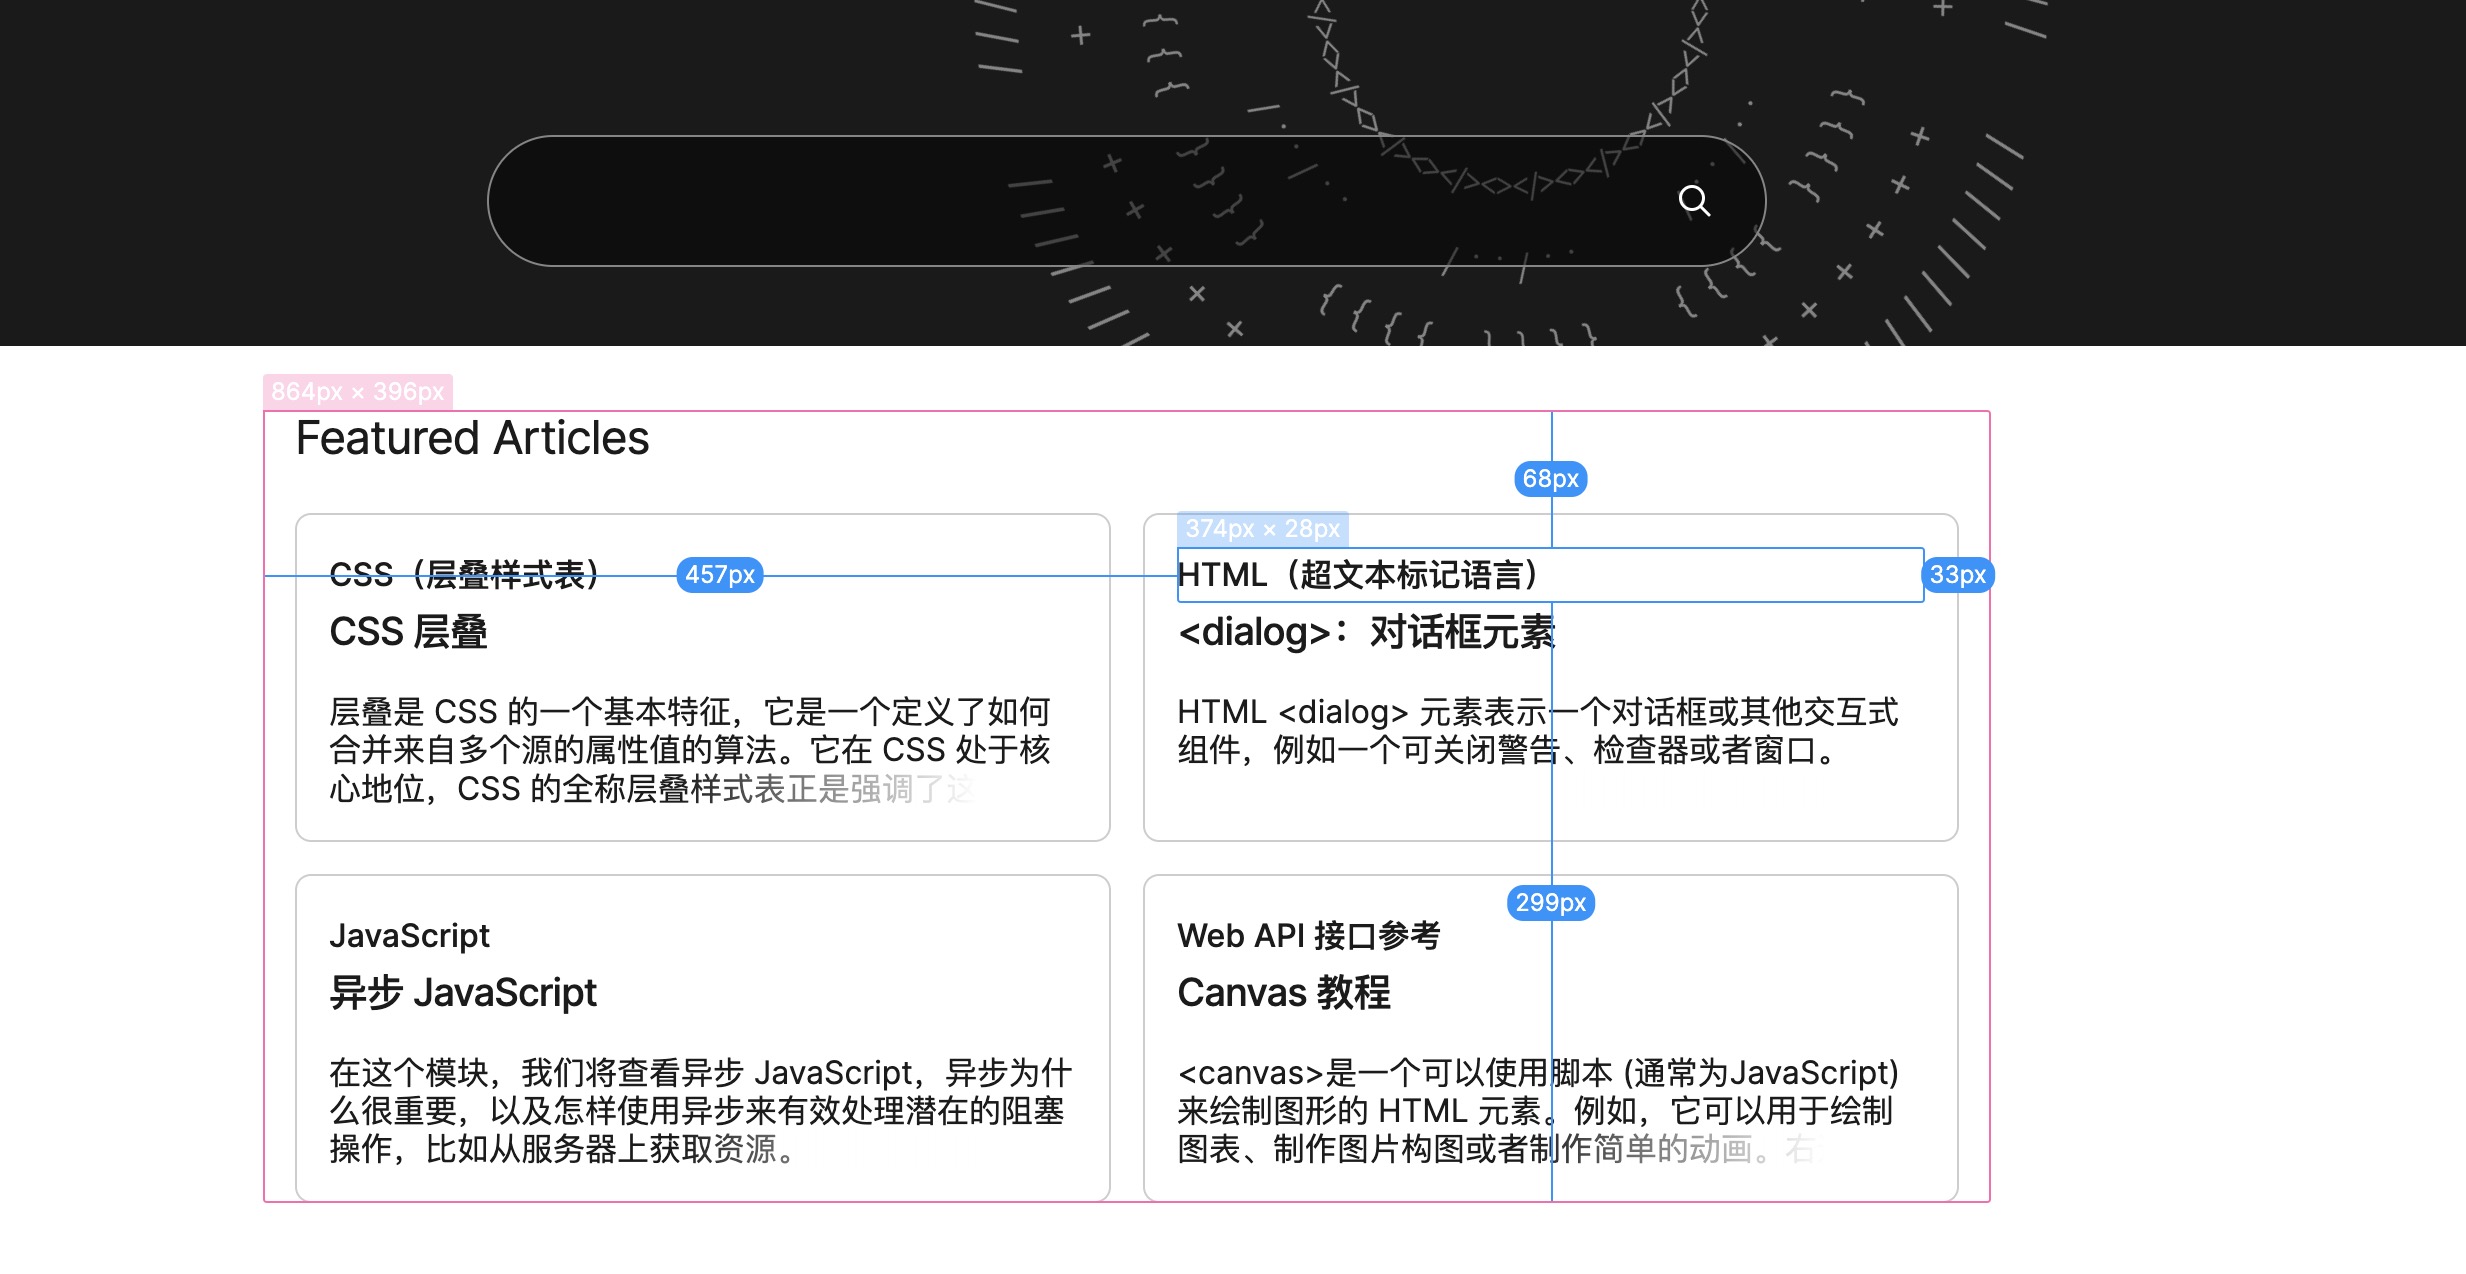 864px × 396px
Featured Articles
68px
CSS（层叠样式表）
457px
CSS 层叠
层叠是 CSS 的一个基本特征，它是一个定义了如何
合并来自多个源的属性值的算法。它在 CSS 处于核
心地位，CSS 的全称层叠样式表正是强调了这
374px × 28px
HTML（超文本标记语言）
33px
<dialog>：对话框元素
HTML <dialog> 元素表示一个对话框或其他交互式
组件，例如一个可关闭警告、检查器或者窗口。
299px
JavaScript
异步 JavaScript
在这个模块，我们将查看异步 JavaScript，异步为什
么很重要，以及怎样使用异步来有效处理潜在的阻塞
操作，比如从服务器上获取资源。
Web API 接口参考
Canvas 教程
<canvas>是一个可以使用脚本 (通常为JavaScript)
来绘制图形的 HTML 元素。例如，它可以用于绘制
图表、制作图片构图或者制作简单的动画。右